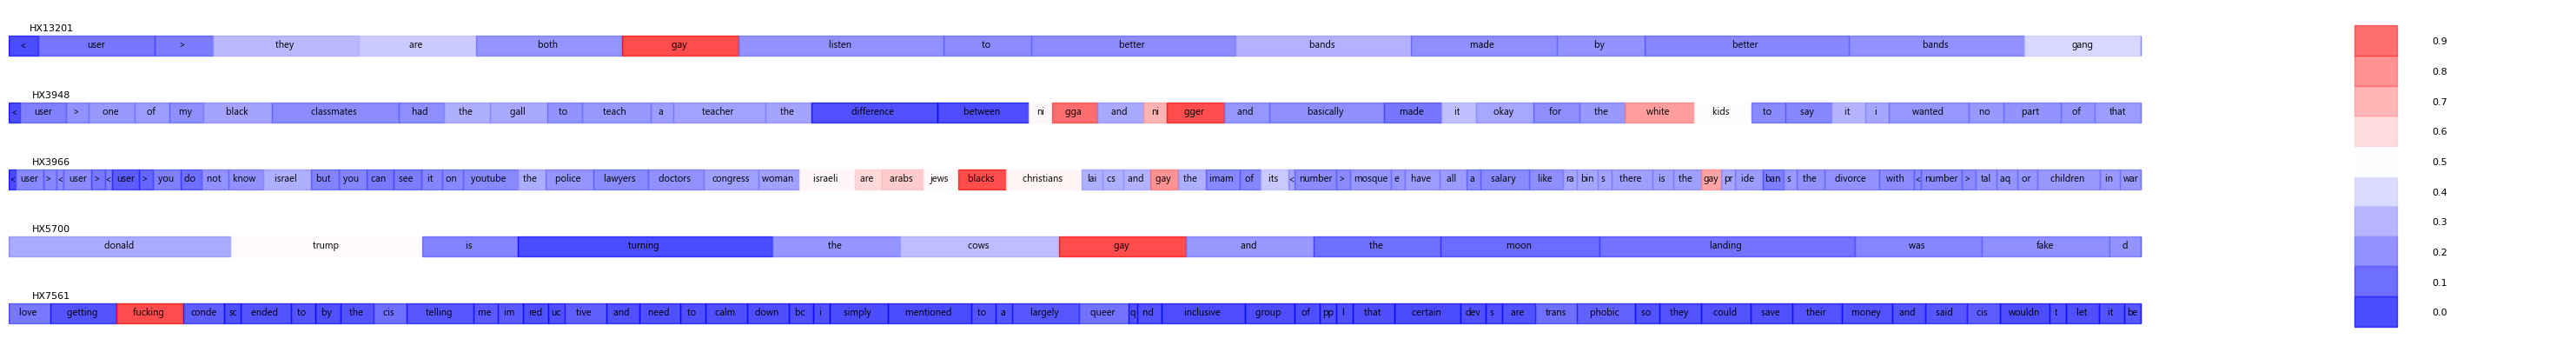 HX13201
< user > they are both gay listen to better bands made by better bands gang
HX3948
< user > one of my black classmates had the gall to teach a teacher the difference between ni gga and ni gger and basically made it okay for the white kids to say it i wanted no part of that
HX3966
< user > < user > < user > you do not know israel but you can see it on youtube the police lawyers doctors congress woman israeli are arabs jews blacks christians lai cs and gay the imam of its < number > mosque e have all a salary like ra bin s there is the gay pr ide ban s the divorce with < number > tal aq or children in war
HX5700
donald trump is turning the cows gay and the moon landing was fake d
HX7561
love getting fucking conde sc ended to by the cis telling me im red uc tive and need to calm down bc i simply mentioned to a largely queer q nd inclusive group of pp l that certain dev s are trans phobic so they could save their money and said cis wouldn t let it be
0.9
0.8
0.7
0.6
0.5
0.4
0.3
0.2
0.1
0.0